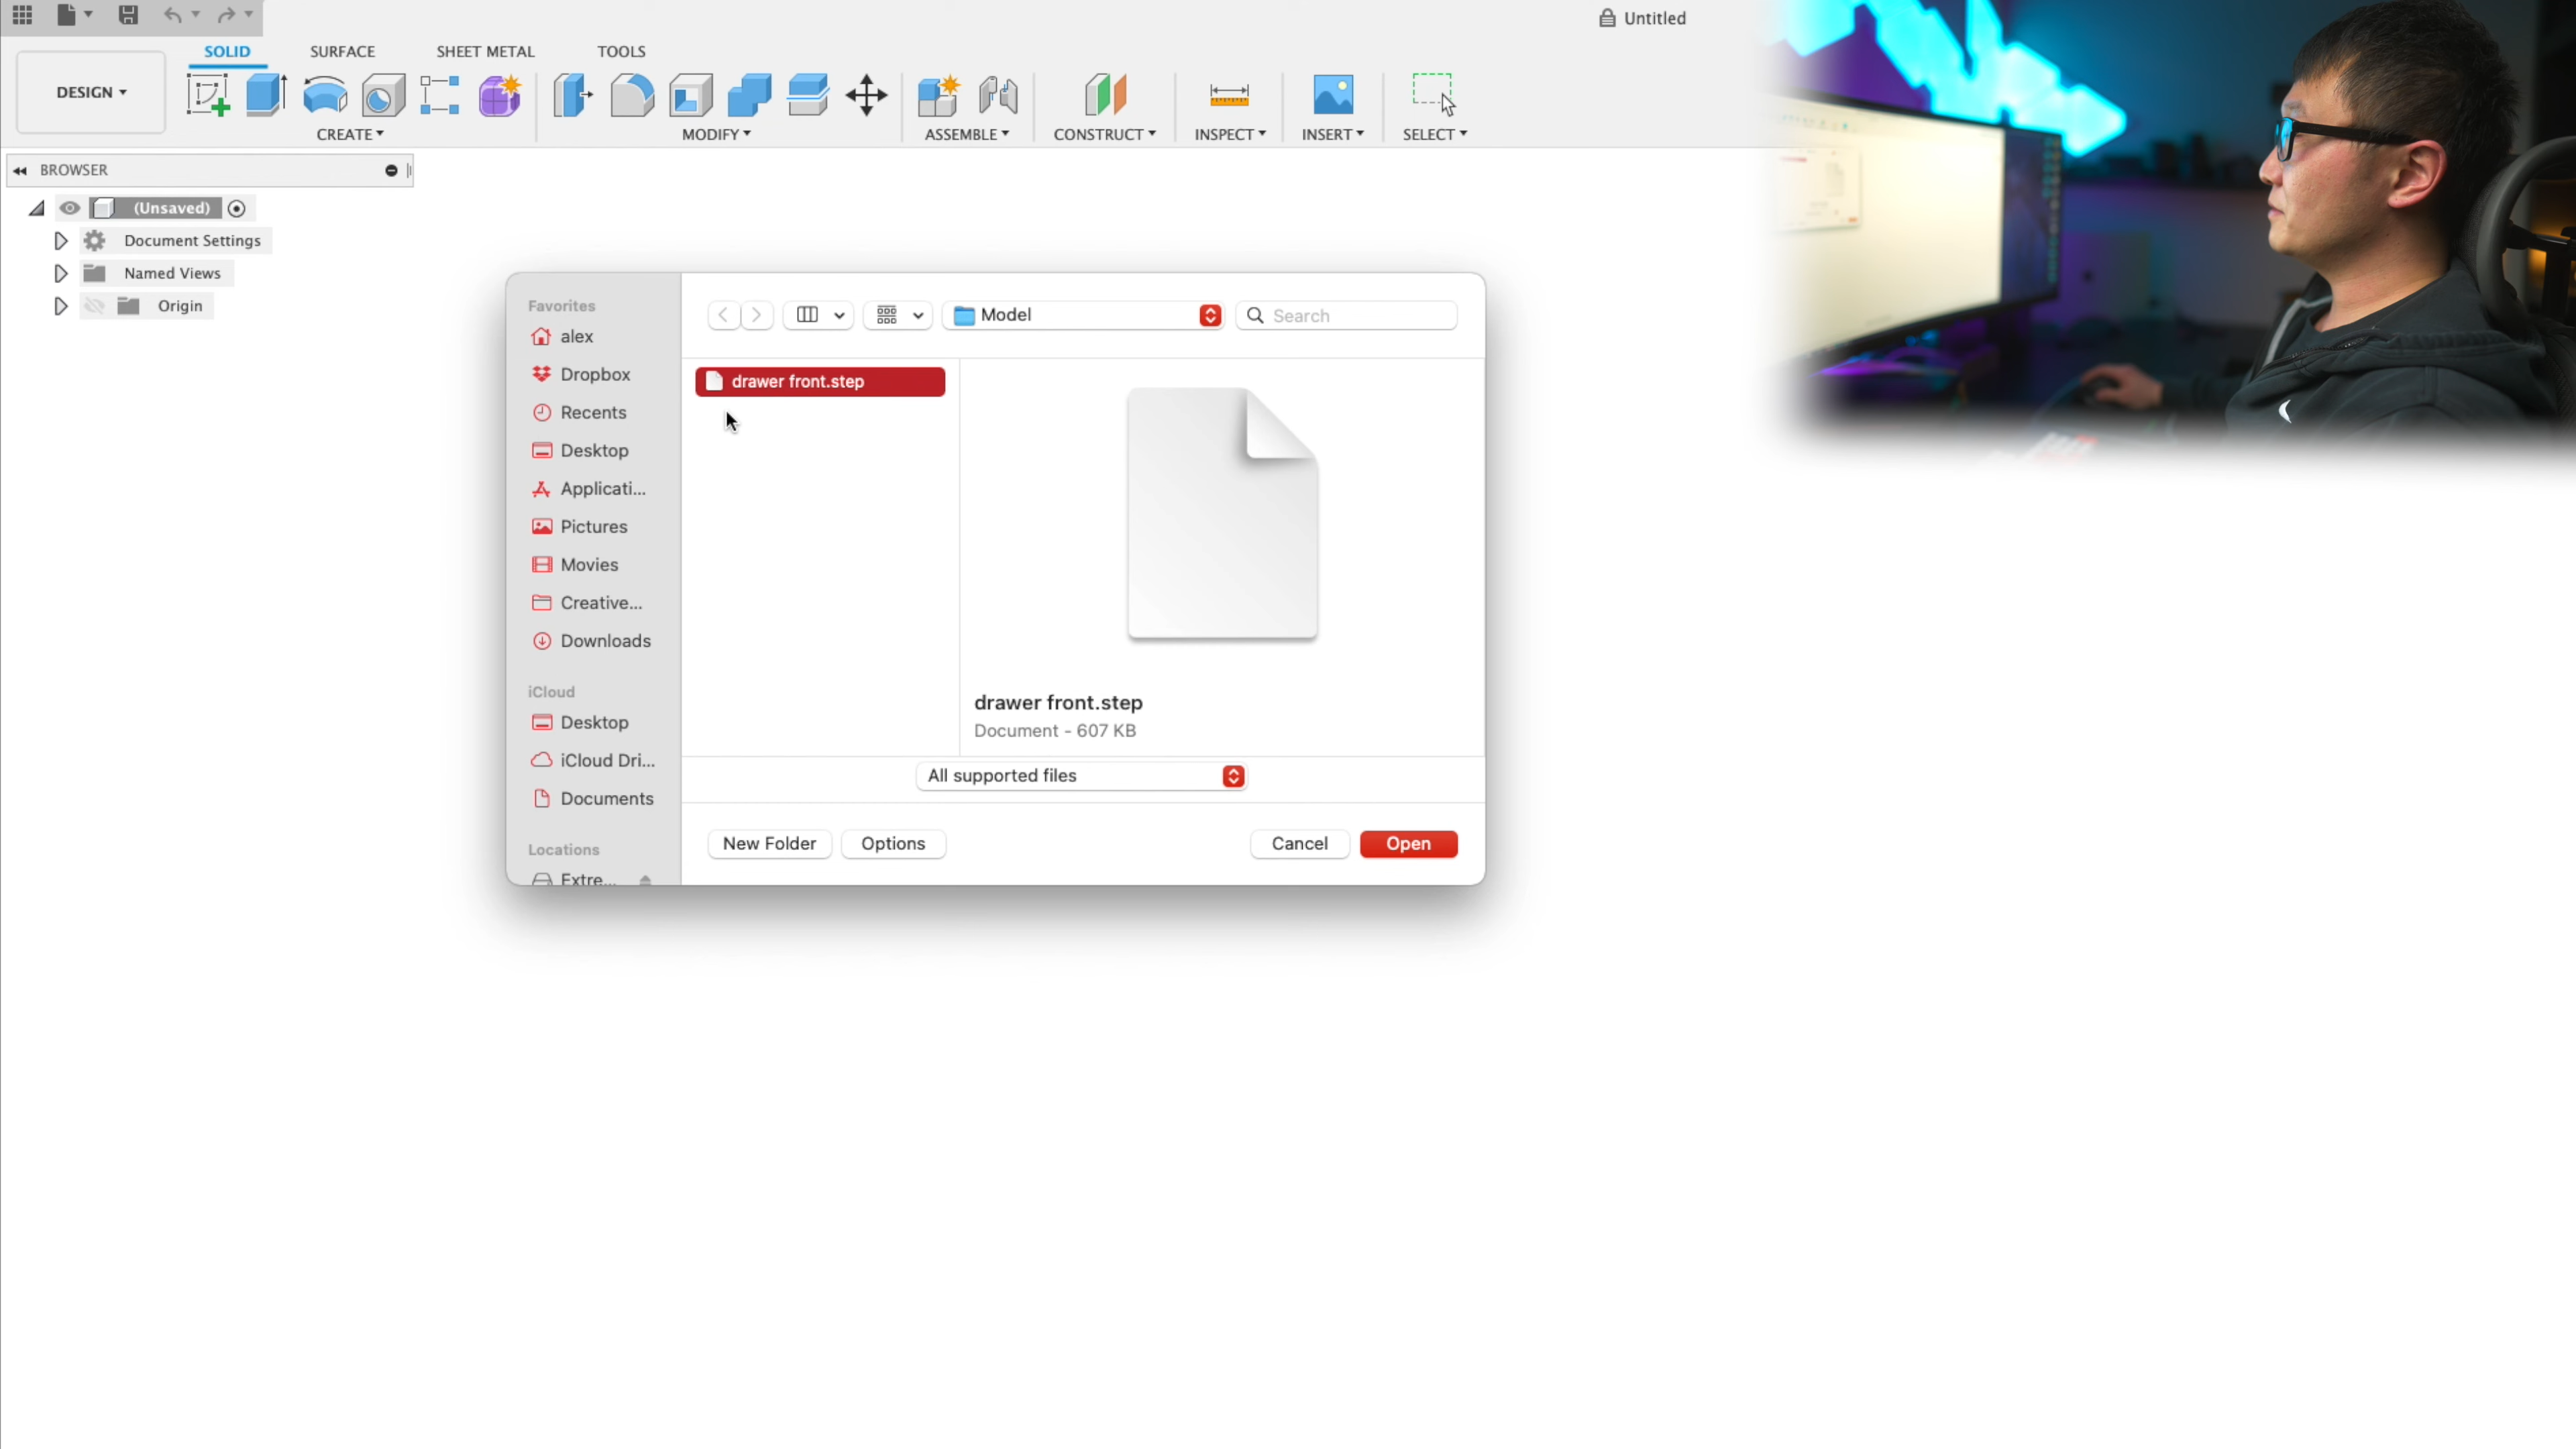 Untitled
SOLID
SURFACE
SHEET METAL
TOOLS
DESIGN
CREATE
MODIFY
ASSEMBLE
CONSTRUCT
INSPECT
INSERT
SELECT
BROWSER
(Unsaved)
Document Settings
Named Views
Origin
Favorites
alex
Dropbox
Recents
Desktop
Applicati...
Pictures
Movies
Creative...
Downloads
iCloud
Desktop
iCloud Dri...
Documents
Locations
Extre...
Model
Search
drawer front.step
drawer front.step
Document - 607 KB
All supported files
New Folder
Options
Cancel
Open